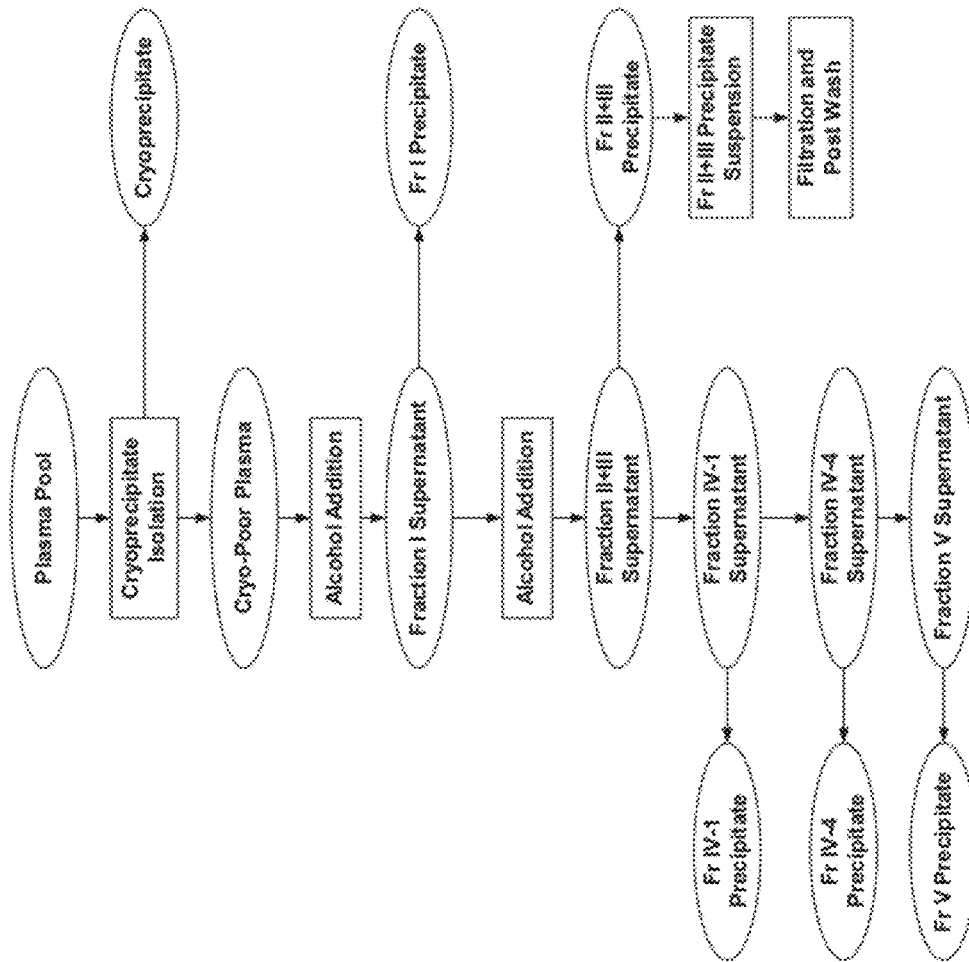 Plasma Pool
Cryoprecipitate
Isolation
Cryoprecipitate
Cryo-Poor Plasma
Alcohol Addition
Fraction I Supernatant
Fr I Precipitate
Alcohol Addition
Fraction II+III
Supernatant
Fr II+III
Precipitate
Fr II+III Precipitate
Suspension
Filtration and
Post Wash
Fraction IV-1
Supernatant
Fr IV-1
Precipitate
Fraction IV-4
Supernatant
Fr IV-4
Precipitate
Fraction V Supernatant
Fr V Precipitate